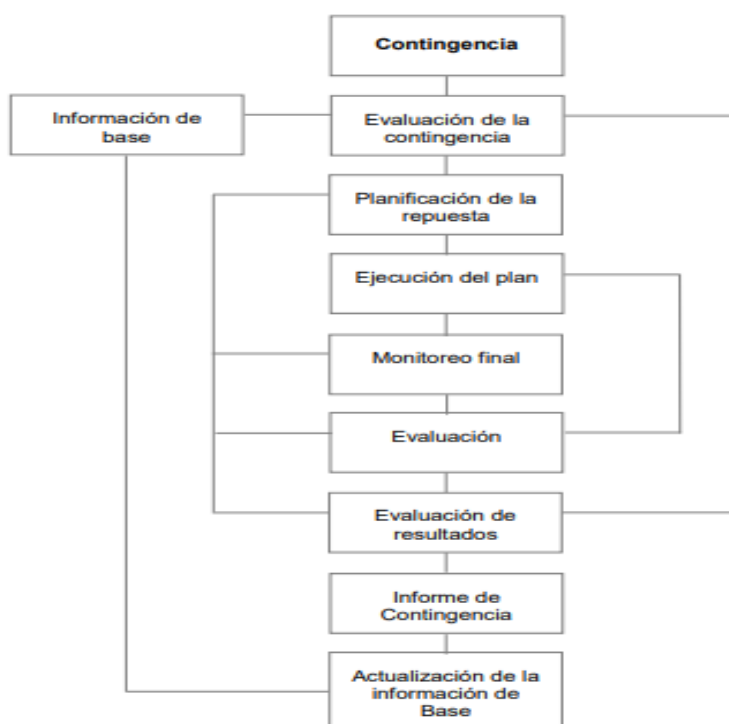 Contingencia
Información de
base
Evaluación de la
contingencia
Planificación de la
repuesta
Ejecución del plan
Monitoreo final
Evaluación
Evaluación de
resultados
Informe de
Contingencia
Actualización de la
información de
Base